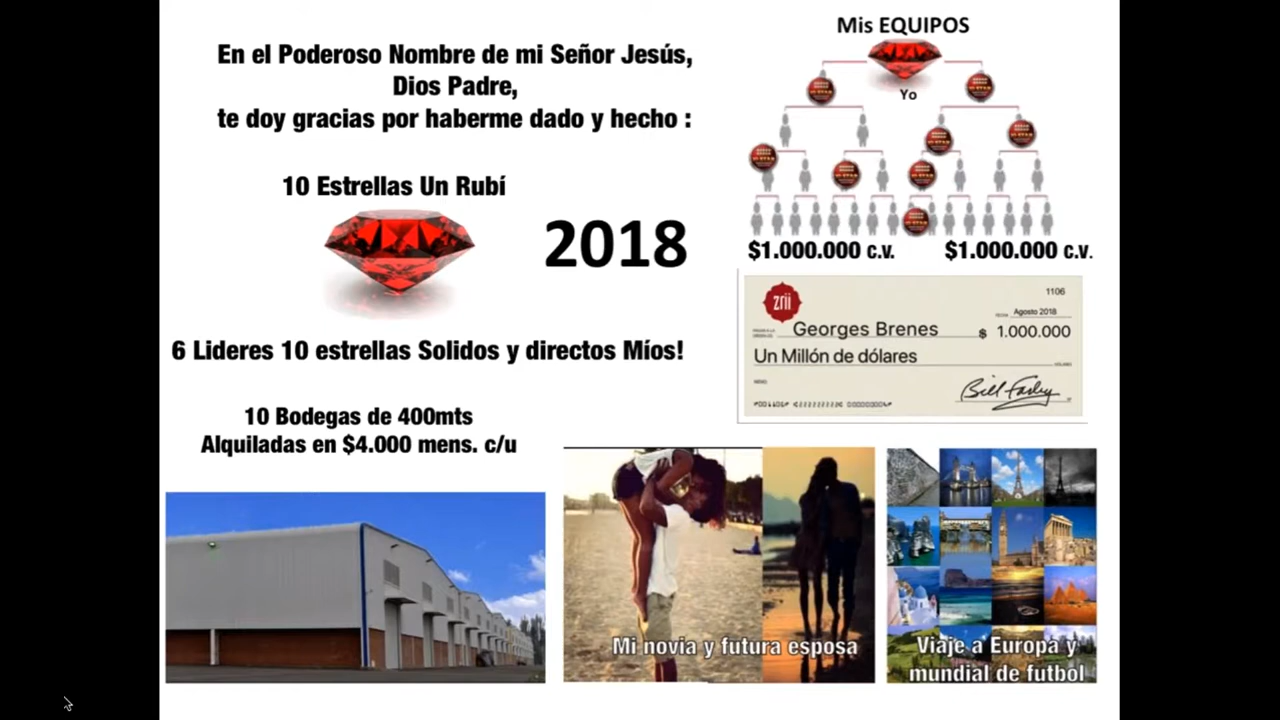 En el Poderoso Nombre de mi Señor Jesús,
Dios Padre,
te doy gracias por haberme dado y hecho :
10 Estrellas Un Rubí
2018
6 Lideres 10 estrellas Solidos y directos Míos!
10 Bodegas de 400mts
Alquiladas en $4.000 mens. c/u
Mis EQUIPOS
Yo
$1.000.000 c.v.
$1.000.000 c.v.
zrii
1106
Agosto 2018
Georges Brenes
$ 1.000.000
Un Millón de dólares
Bill Farley
Mi novia y futura esposa
Viaje a Europa y
mundial de futbol